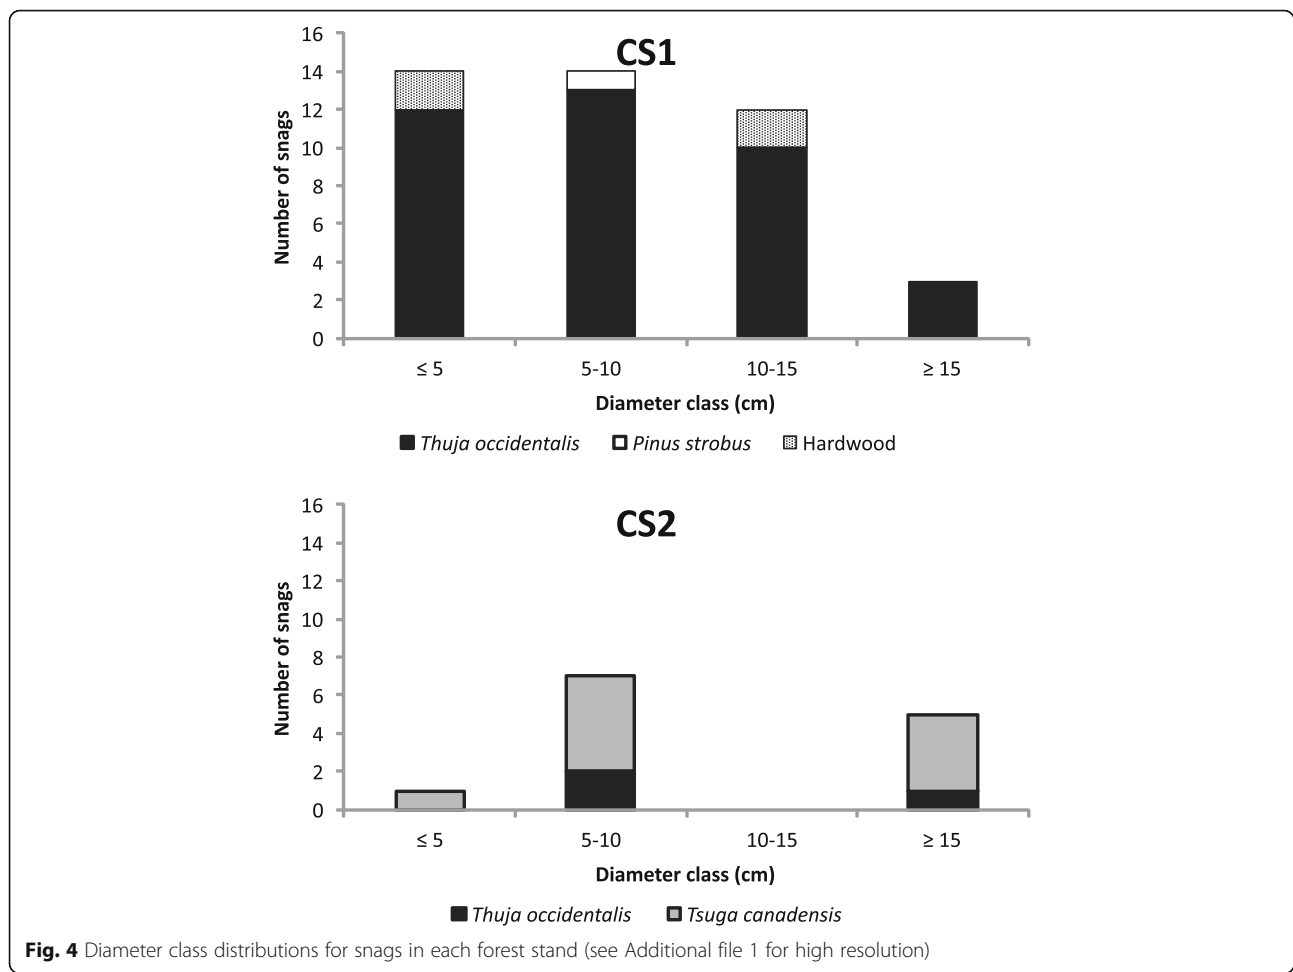 CS1
16
14
12
10
8
6
4
2
0
Number of snags
≤ 5 5-10 10-15 ≥ 15
Diameter class (cm)
Thuja occidentalis Pinus strobus Hardwood
CS2
16
14
12
10
8
6
4
2
0
Number of snags
≤ 5 5-10 10-15 ≥ 15
Diameter class (cm)
Thuja occidentalis Tsuga canadensis
Fig. 4 Diameter class distributions for snags in each forest stand (see Additional file 1 for high resolution)